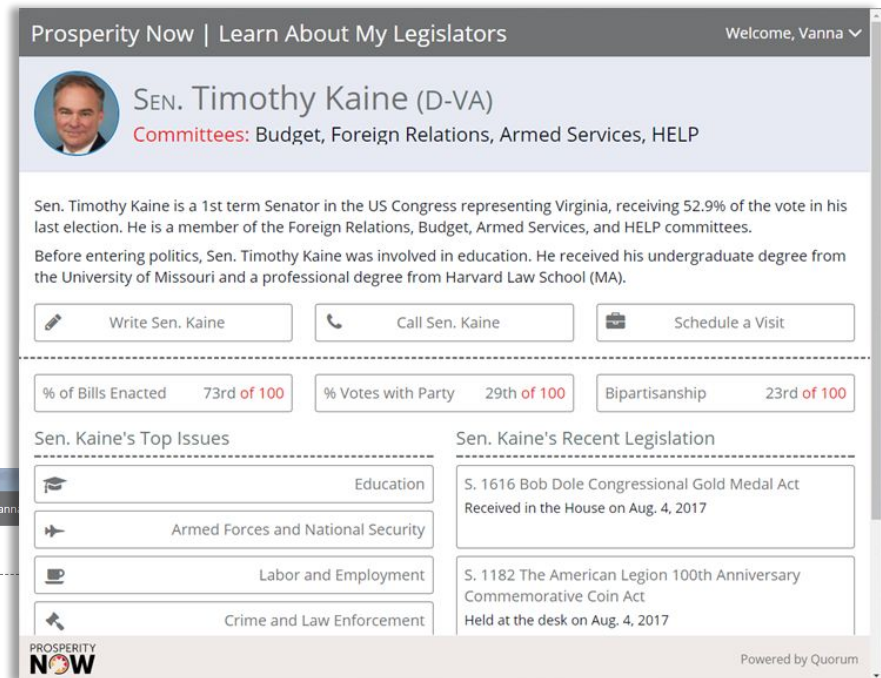 Prosperity Now | Learn About My Legislators
Welcome, Vanna
SEN. Timothy Kaine (D-VA)
Committees: Budget, Foreign Relations, Armed Services, HELP
Sen. Timothy Kaine is a 1st term Senator in the US Congress representing Virginia, receiving 52.9% of the vote in his
last election. He is a member of the Foreign Relations, Budget, Armed Services, and HELP committees.
Before entering politics, Sen. Timothy Kaine was involved in education. He received his undergraduate degree from
the University of Missouri and a professional degree from Harvard Law School (MA).
Write Sen. Kaine
Call Sen. Kaine
Schedule a Visit
% of Bills Enacted 73rd of 100
% Votes with Party 29th of 100
Bipartisanship 23rd of 100
Sen. Kaine's Top Issues
Education
Armed Forces and National Security
Labor and Employment
Crime and Law Enforcement
Sen. Kaine's Recent Legislation
S. 1616 Bob Dole Congressional Gold Medal Act
Received in the House on Aug. 4, 2017
S. 1182 The American Legion 100th Anniversary
Commemorative Coin Act
Held at the desk on Aug. 4, 2017
PROSPERITY
NOW
Powered by Quorum